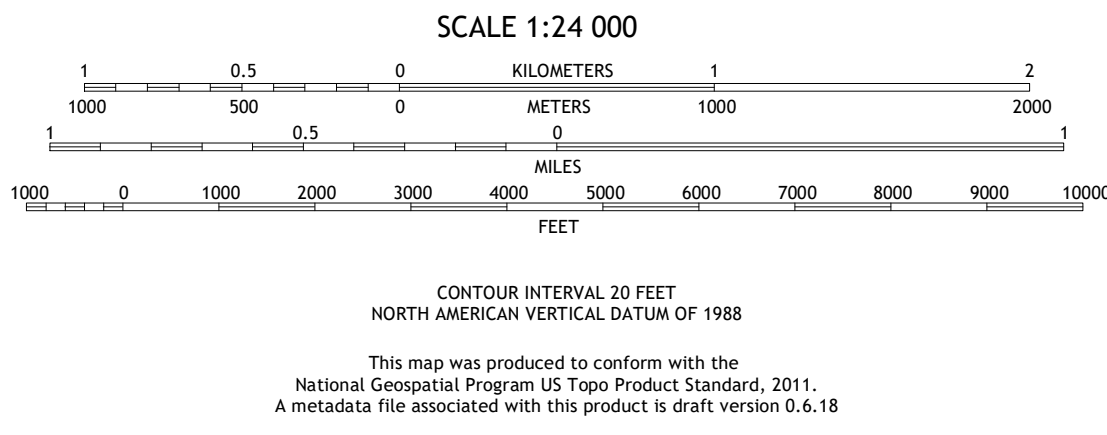 SCALE 1:24 000
1 0.5 0 KILOMETERS 1 2
1000 500 0 METERS 1000 2000
1 0.5 0 1
MILES
1000 0 1000 2000 3000 4000 5000 6000 7000 8000 9000 10000
FEET
CONTOUR INTERVAL 20 FEET
NORTH AMERICAN VERTICAL DATUM OF 1988
This map was produced to conform with the
National Geospatial Program US Topo Product Standard, 2011.
A metadata file associated with this product is draft version 0.6.18